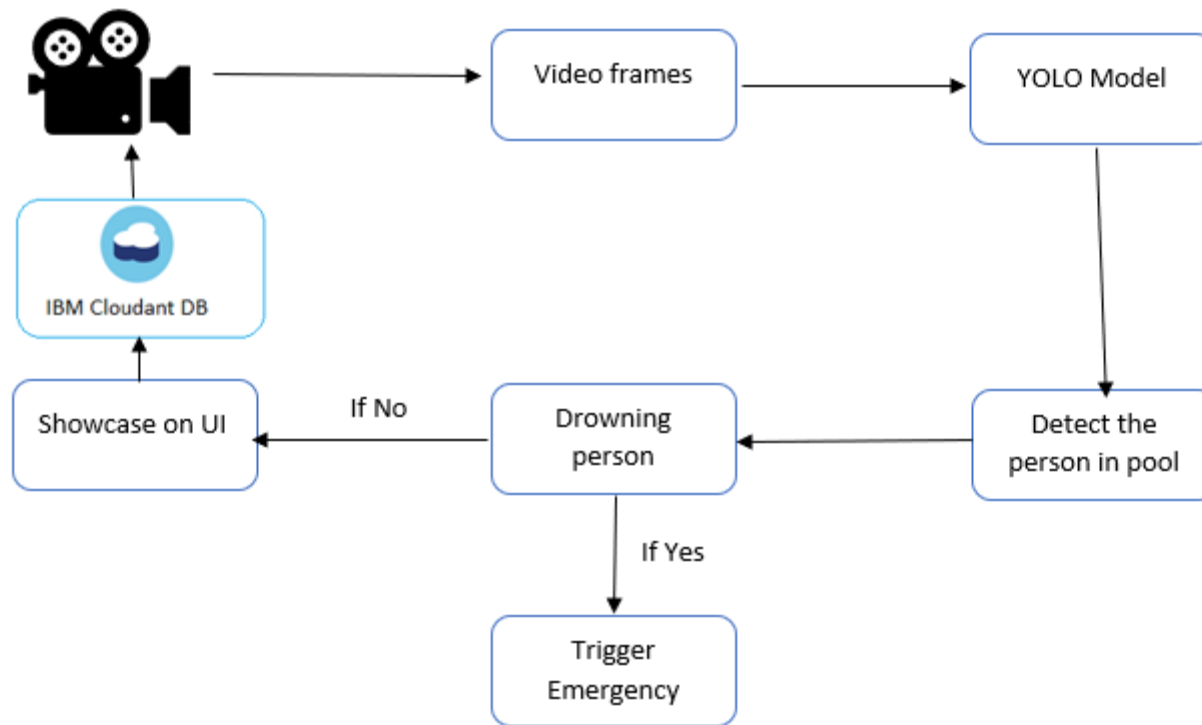 Video frames
YOLO Model
IBM Cloudant DB
Showcase on UI
If No
Drowning
person
Detect the
person in pool
If Yes
Trigger
Emergency